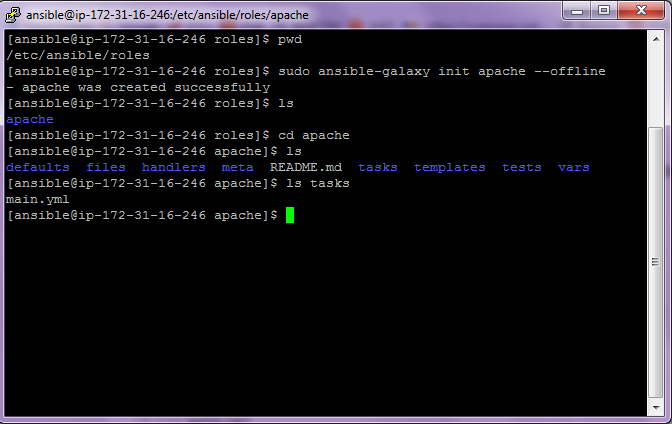 ansible@ip-172-31-16-246:/etc/ansible/roles/apache
[ansible@ip-172-31-16-246 roles]$ pwd
/etc/ansible/roles
[ansible@ip-172-31-16-246 roles]$ sudo ansible-galaxy init apache --offline
- apache was created successfully
[ansible@ip-172-31-16-246 roles]$ ls
apache
[ansible@ip-172-31-16-246 roles]$ cd apache
[ansible@ip-172-31-16-246 apache]$ ls
defaults  files  handlers  meta  README.md  tasks  templates  tests  vars
[ansible@ip-172-31-16-246 apache]$ ls tasks
main.yml
[ansible@ip-172-31-16-246 apache]$